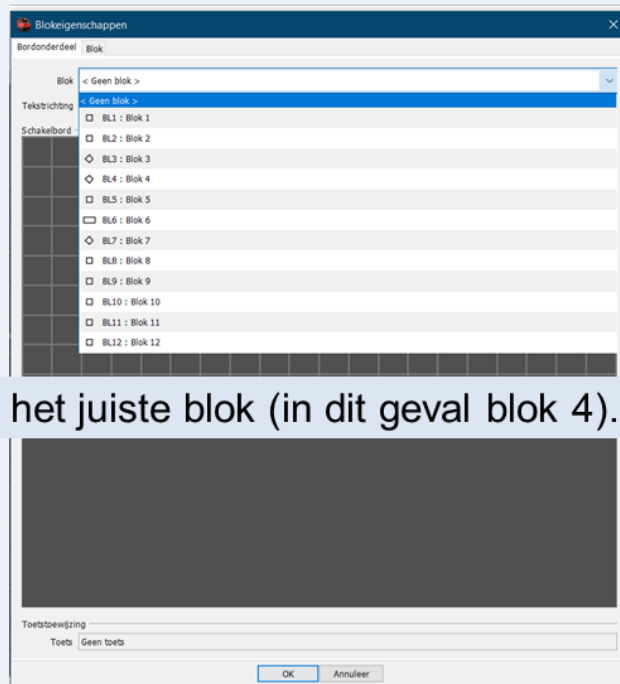 Blokeigenschappen
Bordonderdeel Blok
Blok < Geen blok >
Tekstrichting < Geen blok >
Schakelbord
BL1 : Blok 1
BL2 : Blok 2
BL3 : Blok 3
BL4 : Blok 4
BL5 : Blok 5
BL6 : Blok 6
BL7 : Blok 7
BL8 : Blok 8
BL9 : Blok 9
BL10 : Blok 10
BL11 : Blok 11
BL12 : Blok 12
het juiste blok (in dit geval blok 4).
Toetstoewijzing
Toets Geen toets
OK Annuleer